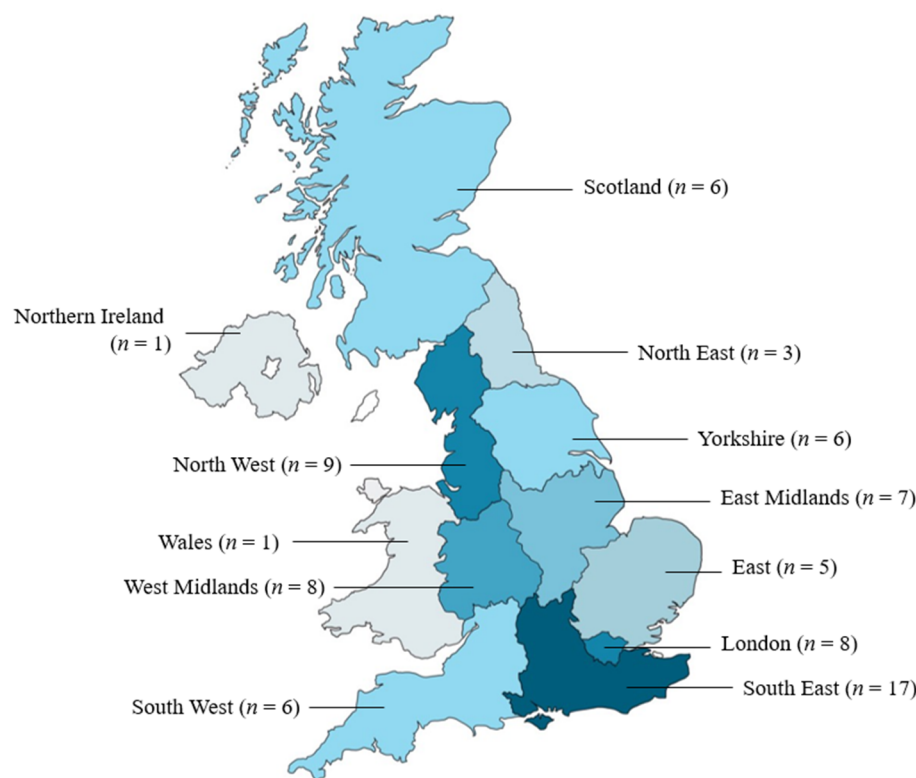 Scotland (n = 6)
Northern Ireland
(n = 1)
North East (n = 3)
Yorkshire (n = 6)
North West (n = 9)
East Midlands (n = 7)
Wales (n = 1)
East (n = 5)
West Midlands (n = 8)
London (n = 8)
South East (n = 17)
South West (n = 6)